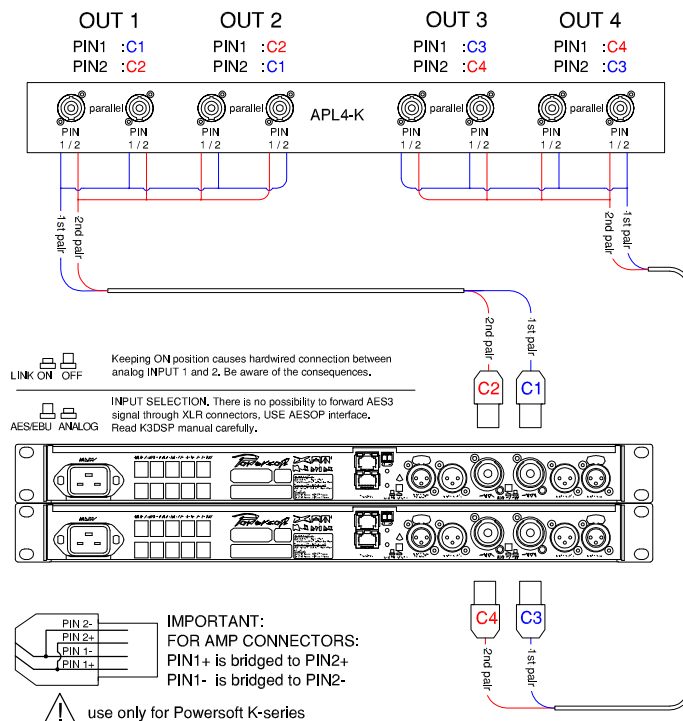 OUT 1 OUT 2 OUT 3 OUT 4
PIN1 :C1 PIN1 :C2 PIN1 :C3 PIN1 :C4
PIN2 :C2 PIN2 :C1 PIN2 :C4 PIN2 :C3
parallel parallel APL4-K parallel parallel
PIN PIN PIN PIN PIN PIN PIN PIN
1 / 2 1 / 2 1 / 2 1 / 2 1 / 2 1 / 2 1 / 2 1 / 2
1st pair 2nd pair 2nd pair 1st pair
2nd pair 1st pair
LINK ON OFF
Keeping ON position causes hardwired connection between
analog INPUT 1 and 2. Be aware of the consequences.
C2 C1
AES/EBU ANALOG
INPUT SELECTION. There is no possibility to forward AES3
signal through XLR connectors, USE AESOP interface.
Read K3DSP manual carefully.
Powersoft
Powersoft
PIN 2-
PIN 2+
PIN 1-
PIN 1+
IMPORTANT:
FOR AMP CONNECTORS:
PIN1+ is bridged to PIN2+
PIN1- is bridged to PIN2-
C4 C3
2nd pair 1st pair
! use only for Powersoft K-series